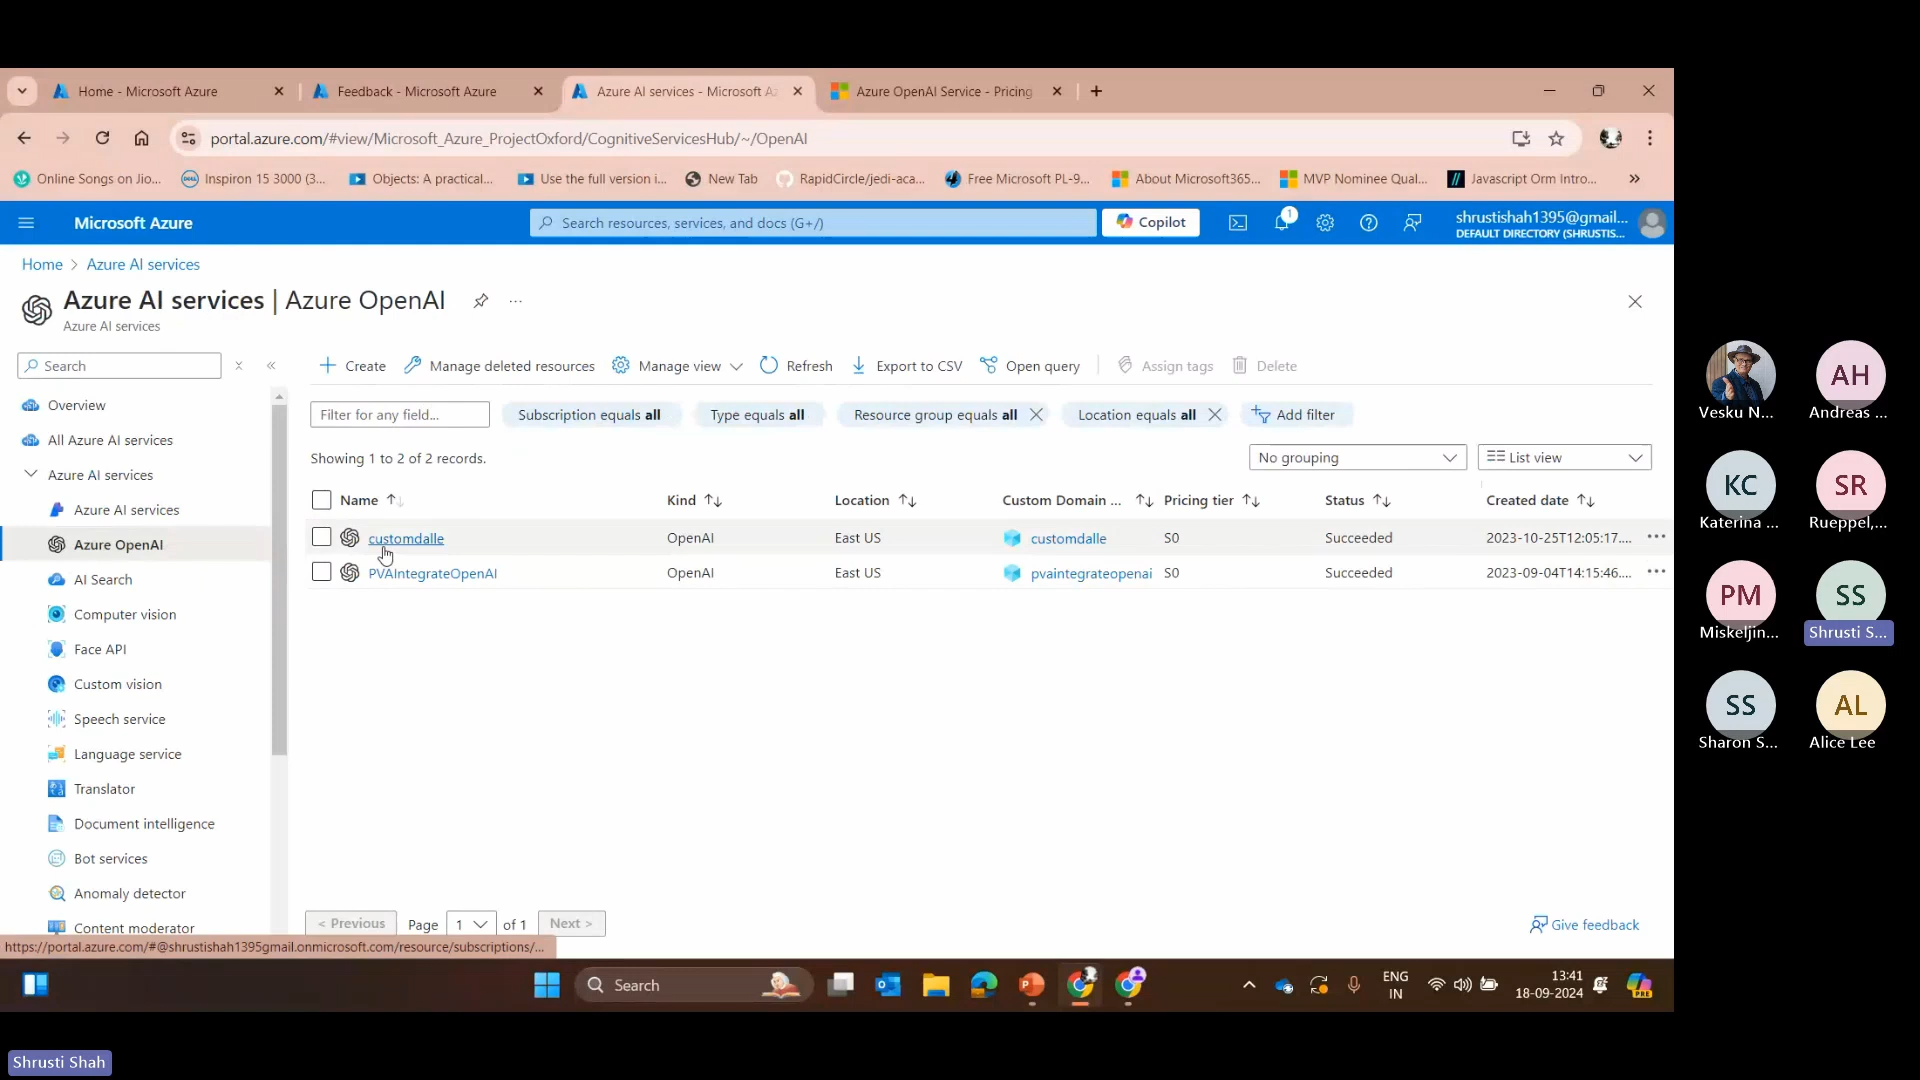 Home - Microsoft Azure
Feedback - Microsoft Azure
Azure AI services - Microsoft A
Azure OpenAI Service - Pricing
portal.azure.com/#view/Microsoft_Azure_ProjectOxford/CognitiveServicesHub/~/OpenAI
Online Songs on Jio...
Inspiron 15 3000 (3...
Objects: A practical...
Use the full version i...
New Tab
RapidCircle/jedi-aca...
Free Microsoft PL-9...
About Microsoft365...
MVP Nominee Qual...
Javascript Orm Intro...
Microsoft Azure
Search resources, services, and docs (G+/)
Copilot
1
shrustishah1395@gmail...
DEFAULT DIRECTORY (SHRUSTIS...
Home > Azure AI services
Azure AI services | Azure OpenAI
Azure AI services
Search
Create
Manage deleted resources
Manage view
Refresh
Export to CSV
Open query
Assign tags
Delete
Overview
All Azure AI services
Azure AI services
Azure AI services
Azure OpenAI
AI Search
Computer vision
Face API
Custom vision
Speech service
Language service
Translator
Document intelligence
Bot services
Anomaly detector
Content moderator
Filter for any field...
Subscription equals all
Type equals all
Resource group equals all
Location equals all
Add filter
Showing 1 to 2 of 2 records.
No grouping
List view
Name Kind Location Custom Domain ... Pricing tier Status Created date
customdalle OpenAI East US customdalle S0 Succeeded 2023-10-25T12:05:17....
PVAIntegrateOpenAI OpenAI East US pvaintegrateopenai S0 Succeeded 2023-09-04T14:15:46....
< Previous Page 1 of 1 Next >
Give feedback
https://portal.azure.com/#@shrustishah1395gmail.onmicrosoft.com/resource/subscriptions/...
Search
ENG
IN
13:41
18-09-2024
PRE
Vesku N...
AH
Andreas ...
KC
Katerina ...
SR
Rueppel,...
PM
Miskeljin...
SS
Shrusti S...
SS
Sharon S...
AL
Alice Lee
Shrusti Shah